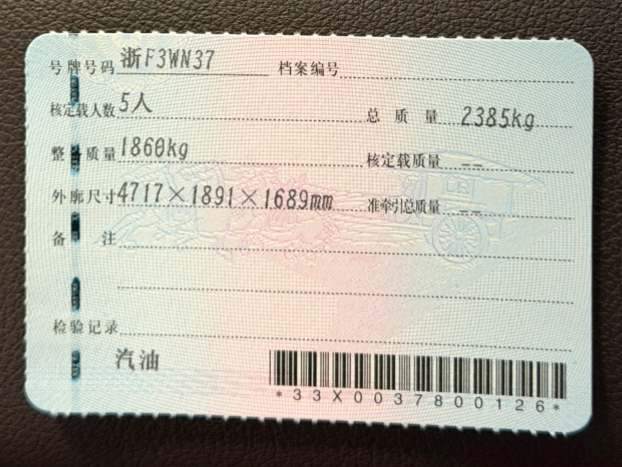 号牌号码 浙F3WN37 档案编号
核定载人数 5人 总质量 2385kg
整备质量 1860kg 核定载质量 --
外廓尺寸 4717×1891×1689mm 准牵引总质量 --
备注
检验记录
汽油
*33X0037800126*